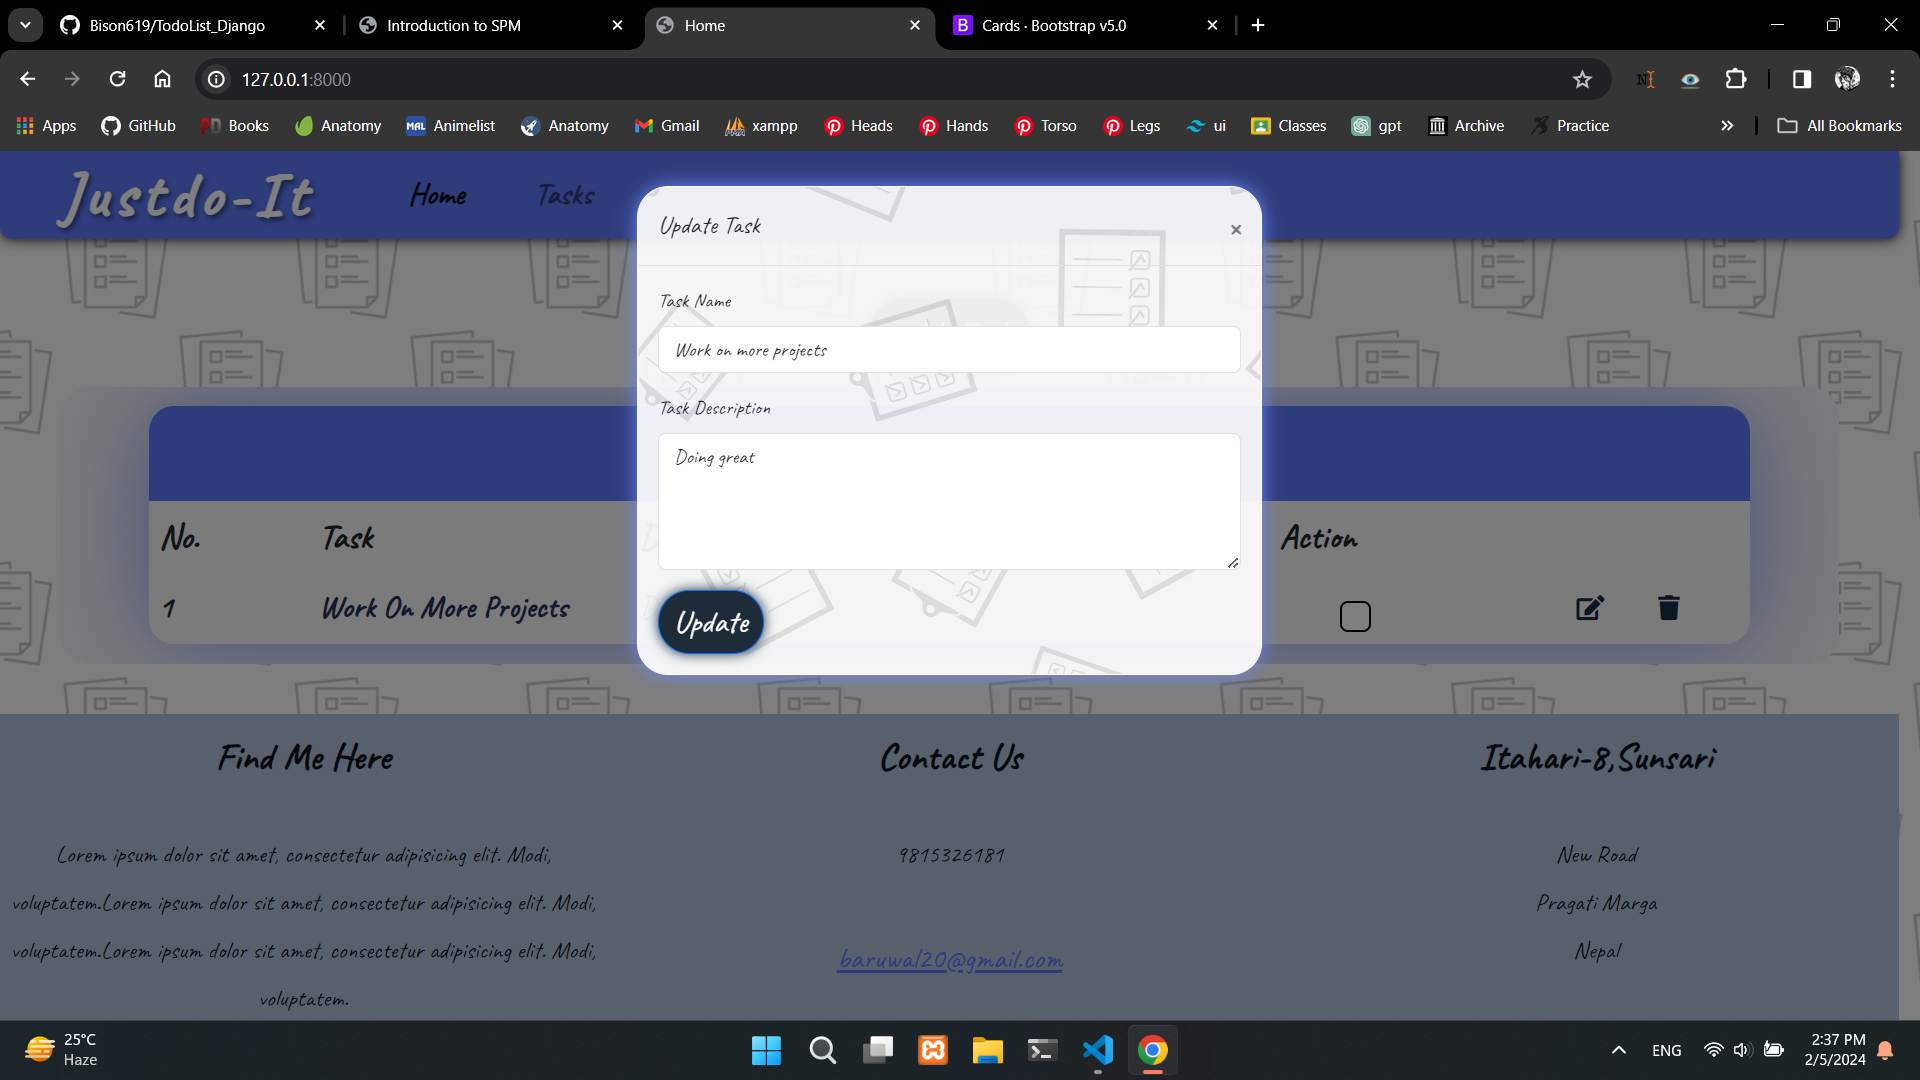 Bison619/TodoList_Django
Introduction to SPM
Home
Cards · Bootstrap v5.0
127.0.0.1:8000
Apps
GitHub
Books
Anatomy
Animelist
Anatomy
Gmail
xampp
Heads
Hands
Torso
Legs
ui
Classes
gpt
Archive
Practice
All Bookmarks
Justdo-It
Home
Tasks
Update Task
×
Task Name
Work on more projects
Task Description
Doing great
Update
No.
Task
Action
1
Work On More Projects
Find Me Here
Contact Us
Itahari-8,Sunsari
Lorem ipsum dolor sit amet, consectetur adipisicing elit. Modi,
voluptatem.Lorem ipsum dolor sit amet, consectetur adipisicing elit. Modi,
voluptatem.Lorem ipsum dolor sit amet, consectetur adipisicing elit. Modi,
voluptatem.
9815326181
baruwal20@gmail.com
New Road
Pragati Marga
Nepal
25°C
Haze
ENG
2:37 PM
2/5/2024